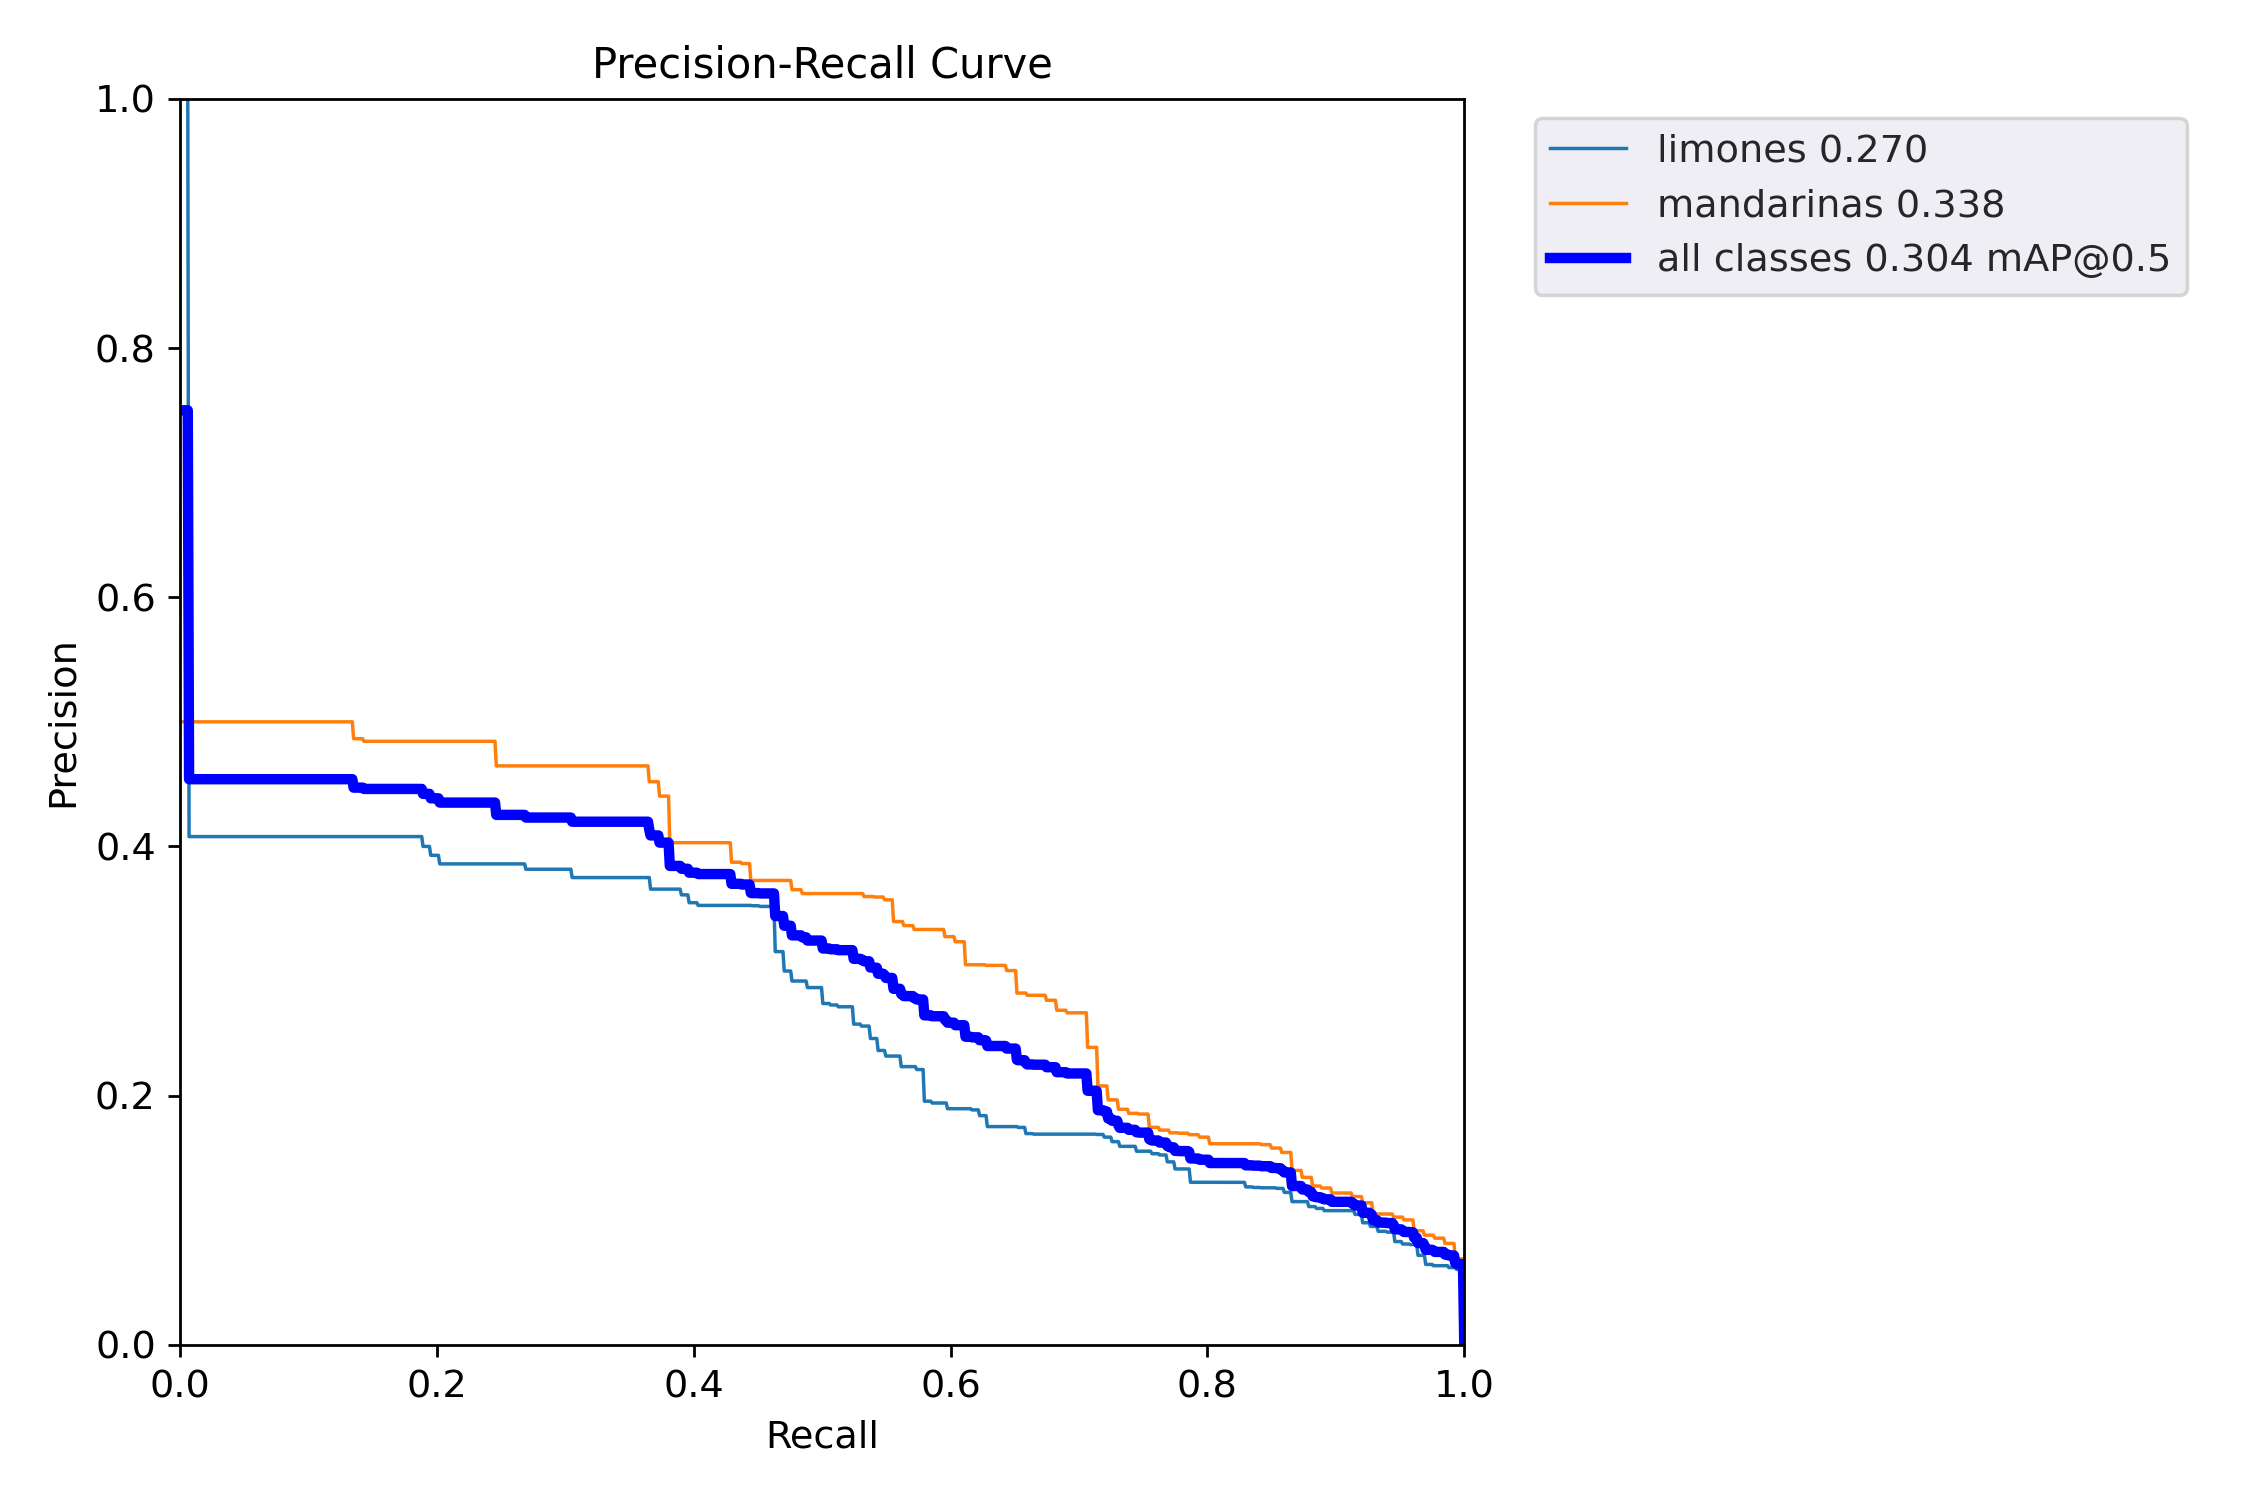 Precision-Recall Curve
limones 0.270
mandarinas 0.338
all classes 0.304 mAP@0.5
Precision
1.0
0.8
0.6
0.4
0.2
0.0
0.0 0.2 0.4 0.6 0.8 1.0
Recall